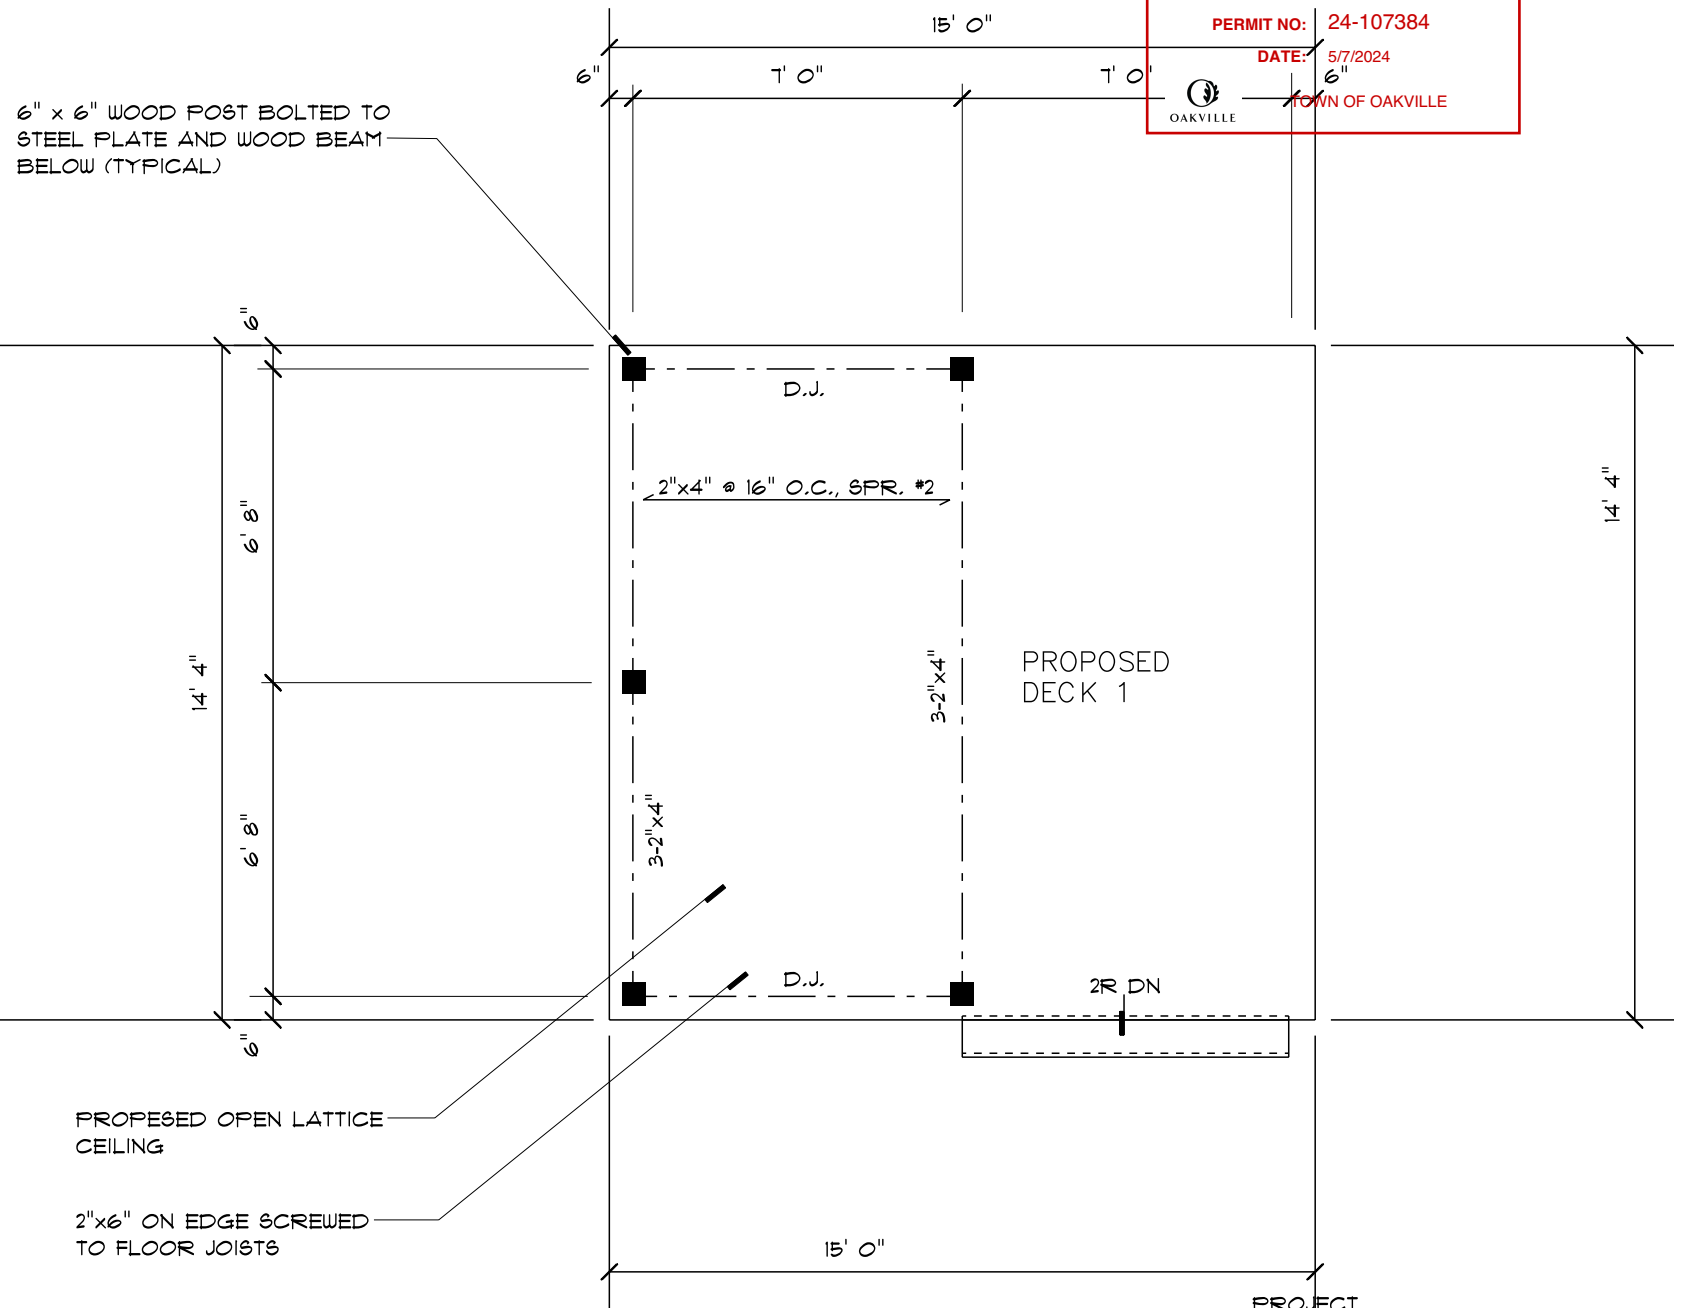 15' 0"
PERMIT NO: 24-107384
DATE: 5/7/2024
6" 7' 0" 7' 0" 6"
OAKVILLE
TOWN OF OAKVILLE
6" x 6" WOOD POST BOLTED TO
STEEL PLATE AND WOOD BEAM
BELOW (TYPICAL)
6"
D.J.
2"x4" @ 16" O.C., SPR. #2
6' 8"
14' 4"
14' 4"
3-2"x4"
PROPOSED
DECK 1
3-2"x4"
6' 8"
D.J.
2R DN
6"
PROPESED OPEN LATTICE
CEILING
2"x6" ON EDGE SCREWED
TO FLOOR JOISTS
15' 0"
PROJECT